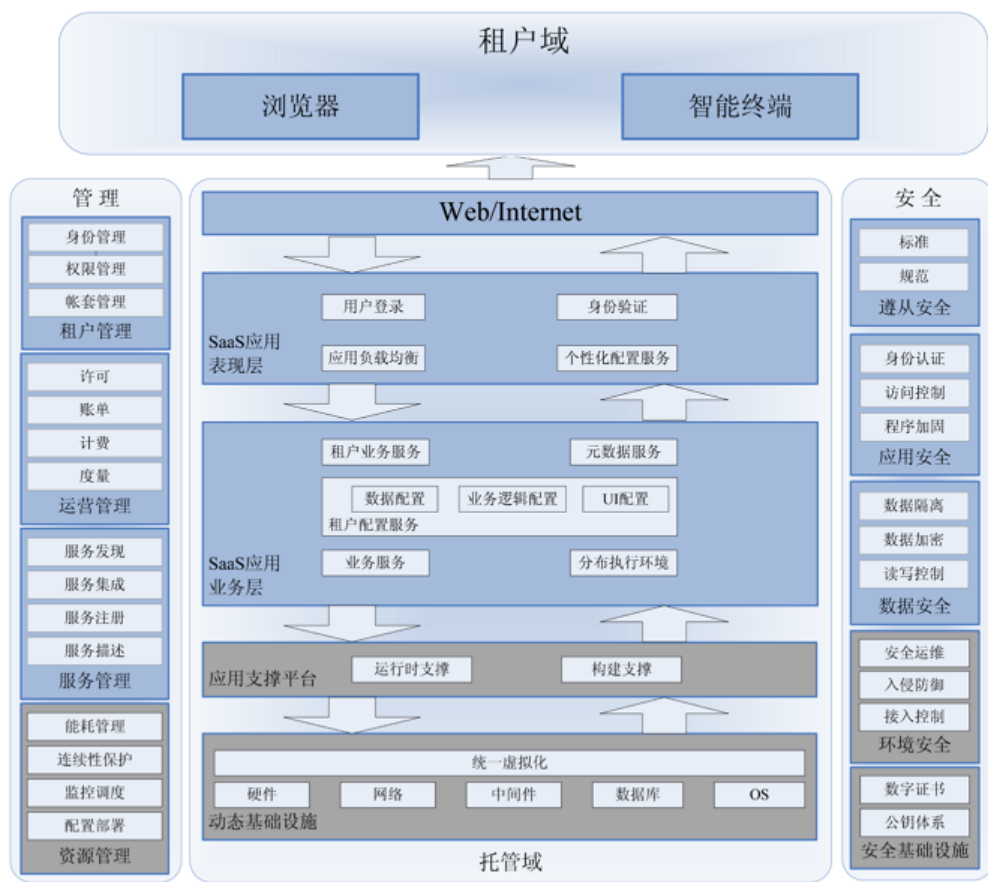 租户域
浏览器
智能终端
管 理
身份管理
权限管理
帐套管理
租户管理
许可
账单
计费
度量
运营管理
服务发现
服务集成
服务注册
服务描述
服务管理
能耗管理
连续性保护
监控调度
配置部署
资源管理
Web/Internet
用户登录
身份验证
SaaS应用
表现层
应用负载均衡
个性化配置服务
租户业务服务
元数据服务
数据配置
业务逻辑配置
UI配置
租户配置服务
SaaS应用
业务层
业务服务
分布执行环境
应用支撑平台
运行时支撑
构建支撑
统一虚拟化
硬件
网络
中间件
数据库
OS
动态基础设施
托管域
安 全
标准
规范
遵从安全
身份认证
访问控制
程序加固
应用安全
数据隔离
数据加密
读写控制
数据安全
安全运维
入侵防御
接入控制
环境安全
数字证书
公钥体系
安全基础设施